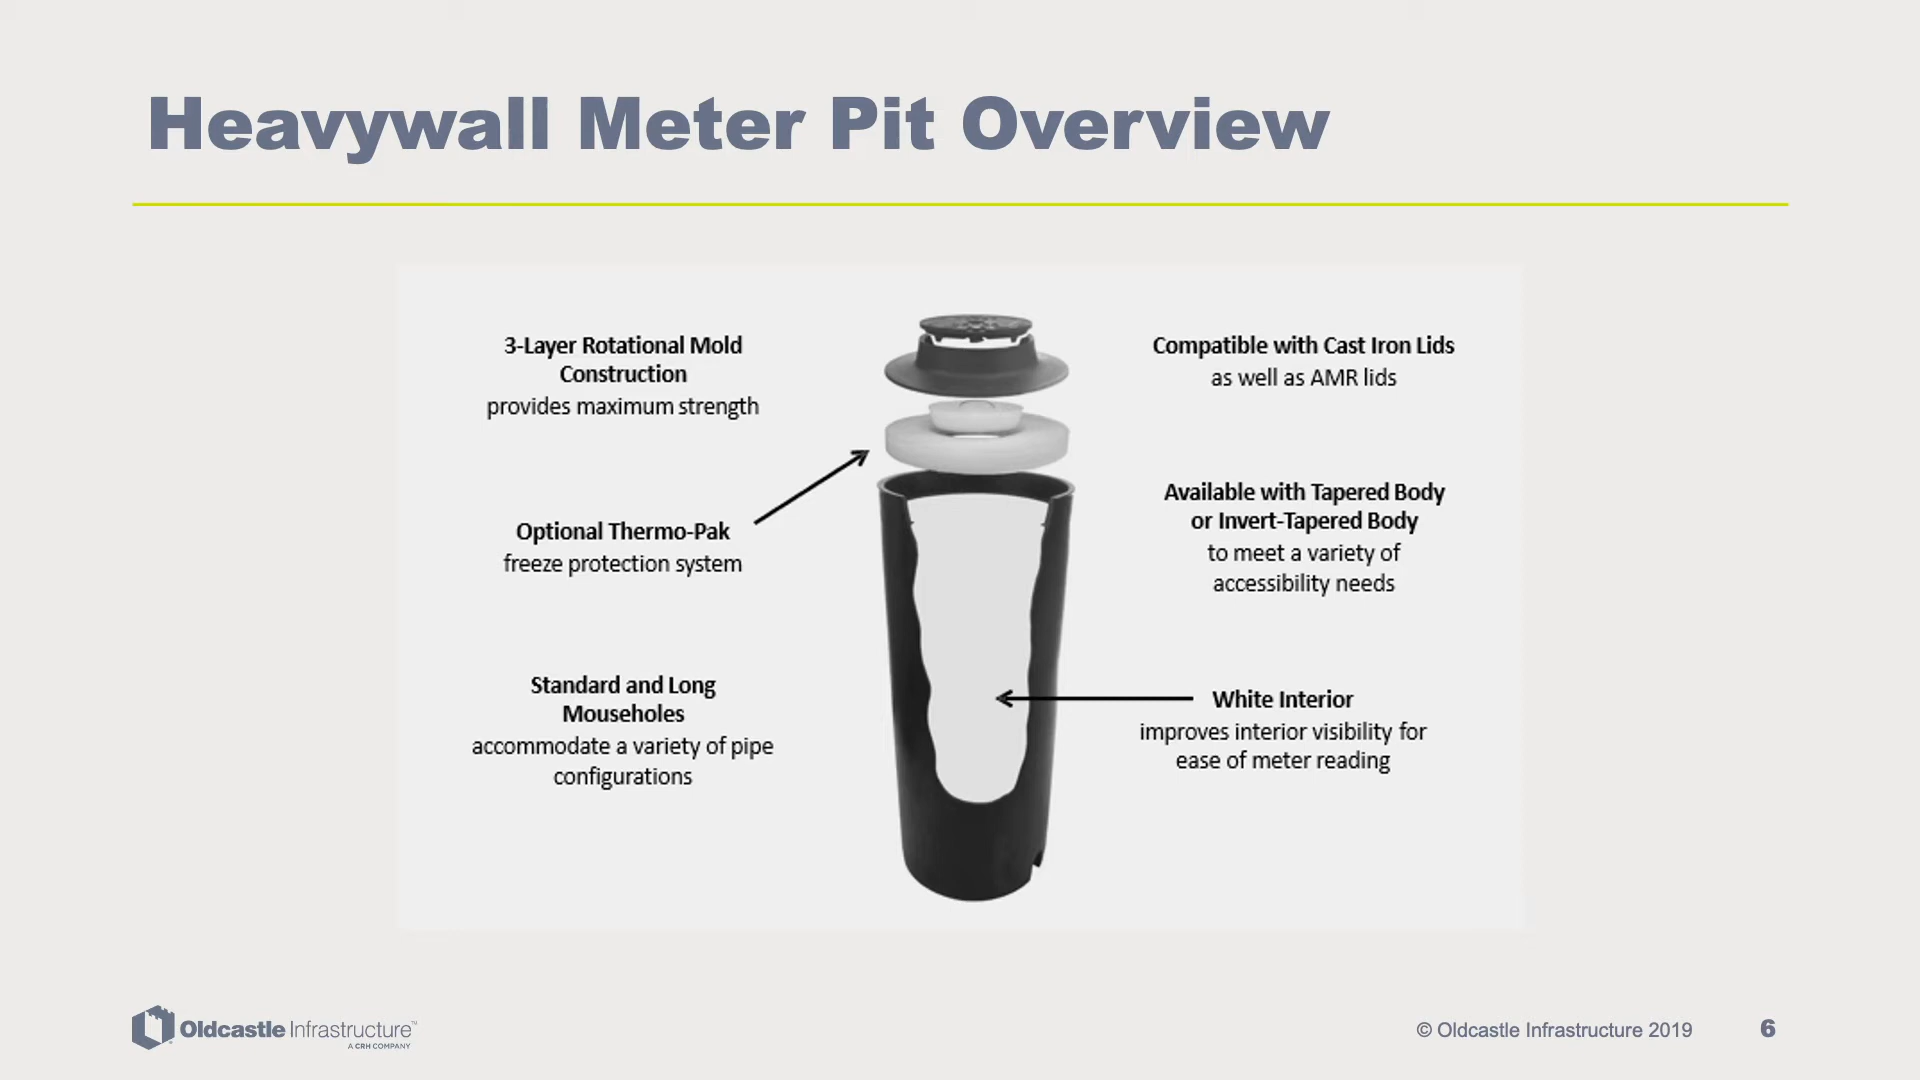 Heavywall Meter Pit Overview
3-Layer Rotational Mold
Construction
provides maximum strength
Optional Thermo-Pak
freeze protection system
Standard and Long
Mouseholes
accommodate a variety of pipe
configurations
Compatible with Cast Iron Lids
as well as AMR lids
Available with Tapered Body
or Invert-Tapered Body
to meet a variety of
accessibility needs
White Interior
improves interior visibility for
ease of meter reading
Oldcastle Infrastructure™
A CRH COMPANY
© Oldcastle Infrastructure 2019 6